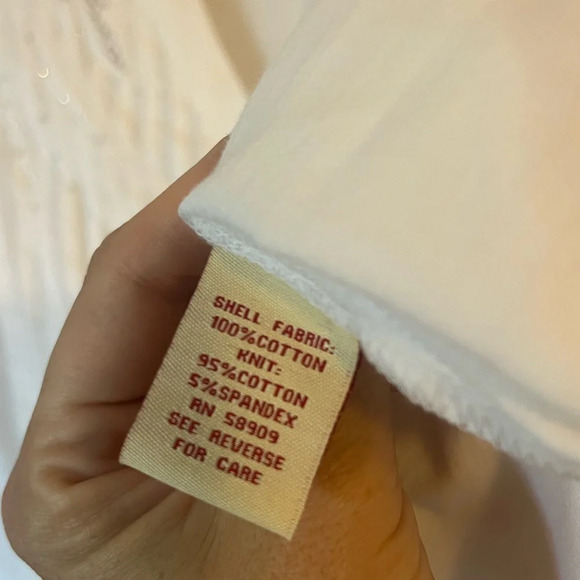 SHELL FABRIC:
100%COTTON
KNIT:
95%COTTON
5%SPANDEX
RN 58909
SEE REVERSE
FOR CARE